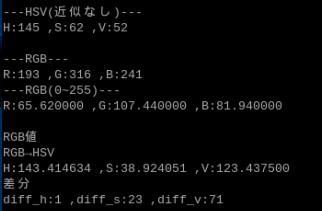 ---HSV(近似なし)---
H:145 ,S:62 ,V:52
---RGB---
R:193 ,G:316 ,B:241
---RGB(0~255)---
R:65.620000 ,G:107.440000 ,B:81.940000
RGB値
RGB→HSV
H:143.414634 ,S:38.924051 ,V:123.437500
差分
diff_h:1 ,diff_s:23 ,diff_v:71